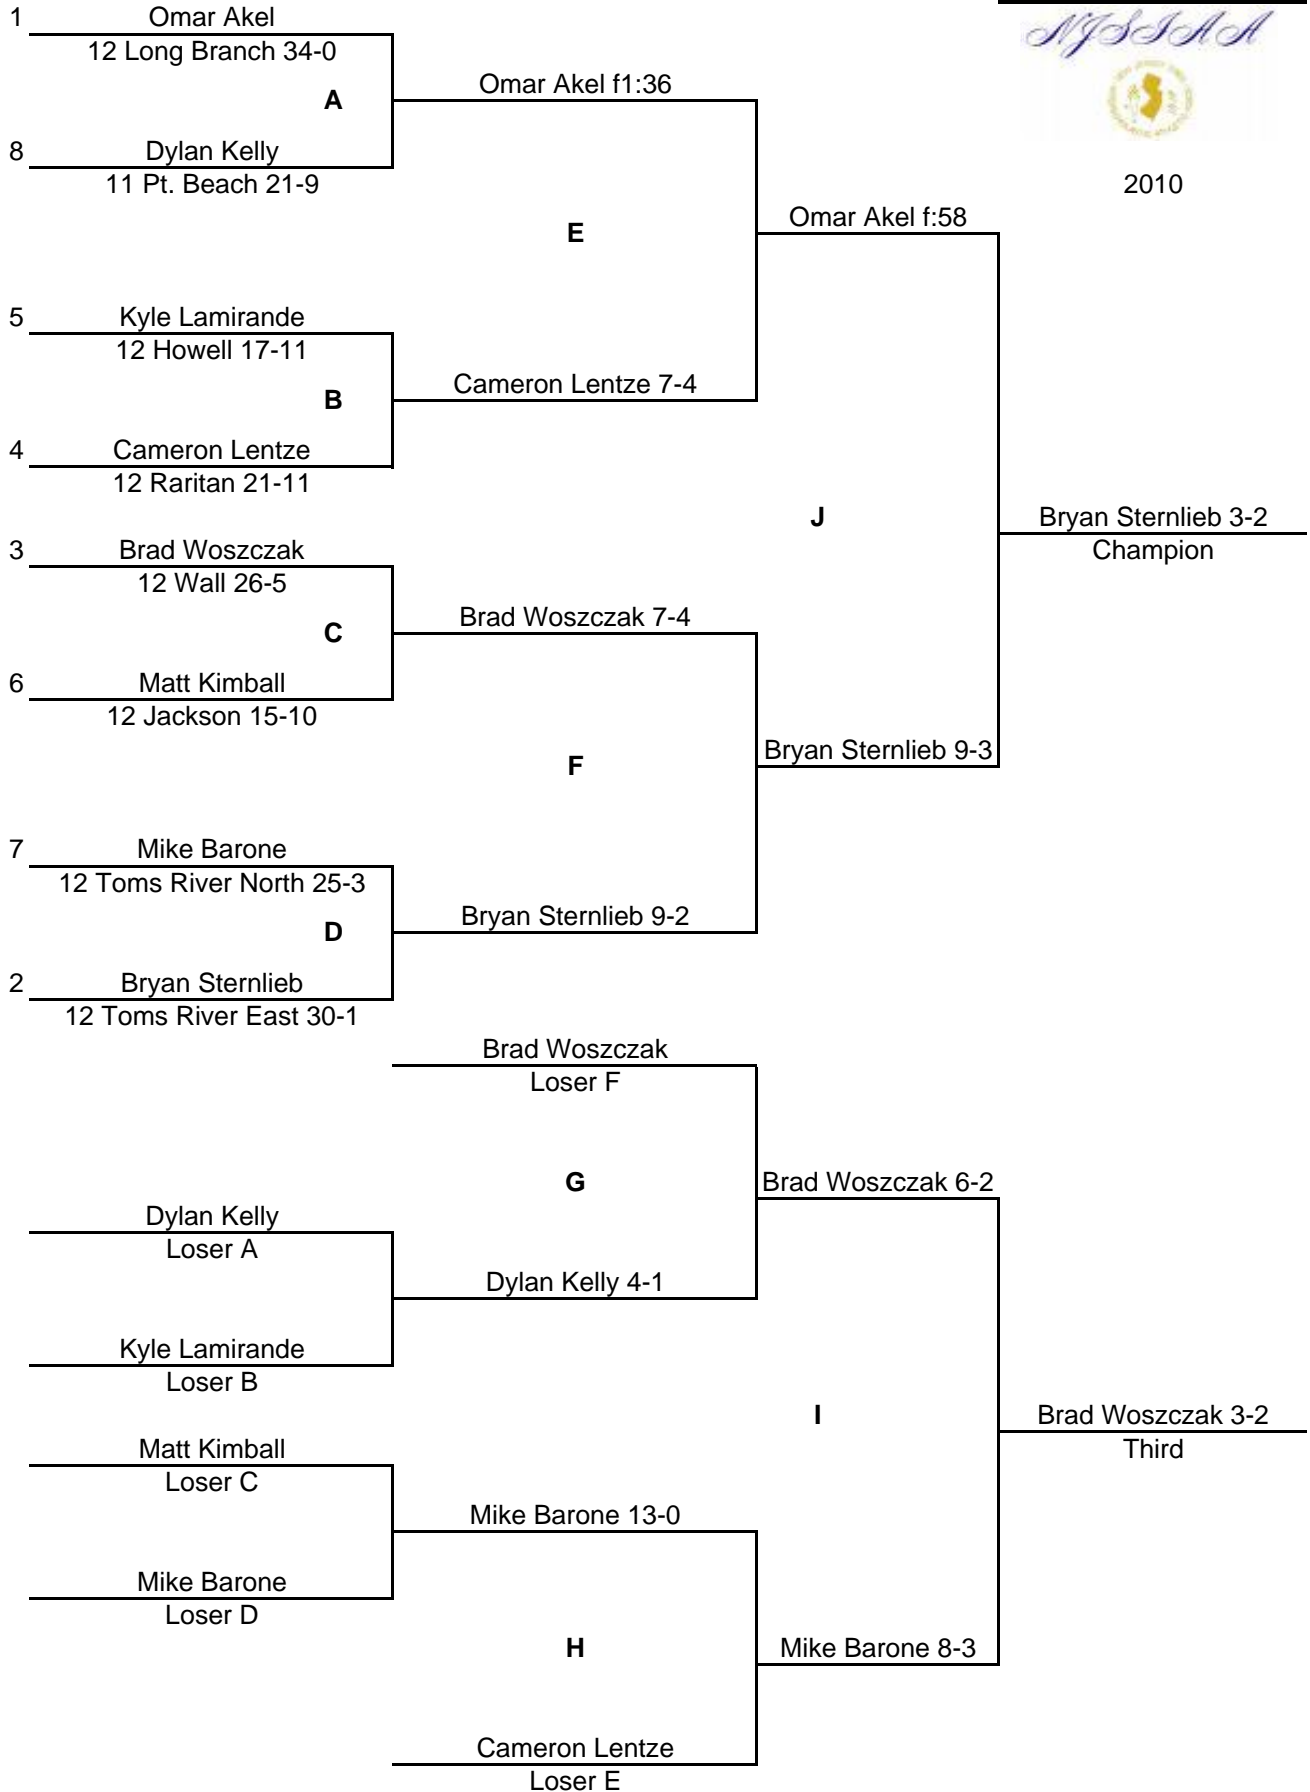 1 Omar Akel
12 Long Branch 34-0
A
Omar Akel f1:36
8 Dylan Kelly
11 Pt. Beach 21-9
NJSIAA
2010
E
Omar Akel f:58
5 Kyle Lamirande
12 Howell 17-11
B
Cameron Lentze 7-4
4 Cameron Lentze
12 Raritan 21-11
J
Bryan Sternlieb 3-2
Champion
3 Brad Woszczak
12 Wall 26-5
C
Brad Woszczak 7-4
6 Matt Kimball
12 Jackson 15-10
F
Bryan Sternlieb 9-3
7 Mike Barone
12 Toms River North 25-3
D
Bryan Sternlieb 9-2
2 Bryan Sternlieb
12 Toms River East 30-1
Brad Woszczak
Loser F
G
Brad Woszczak 6-2
Dylan Kelly
Loser A
Dylan Kelly 4-1
Kyle Lamirande
Loser B
I
Brad Woszczak 3-2
Third
Matt Kimball
Loser C
Mike Barone 13-0
Mike Barone
Loser D
H
Mike Barone 8-3
Cameron Lentze
Loser E